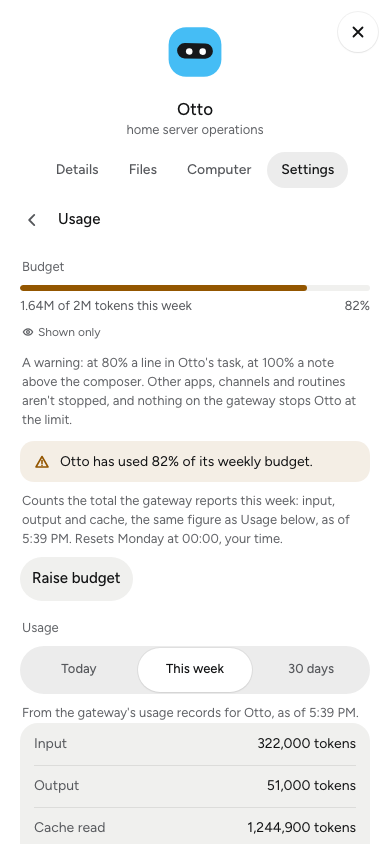 Otto
home server operations
Details
Files
Computer
Settings
Usage
Budget
1.64M of 2M tokens this week
82%
Shown only
A warning: at 80% a line in Otto's task, at 100% a note
above the composer. Other apps, channels and routines
aren't stopped, and nothing on the gateway stops Otto at
the limit.
Otto has used 82% of its weekly budget.
Counts the total the gateway reports this week: input,
output and cache, the same figure as Usage below, as of
5:39 PM. Resets Monday at 00:00, your time.
Raise budget
Usage
Today
This week
30 days
From the gateway's usage records for Otto, as of 5:39 PM.
Input
322,000 tokens
Output
51,000 tokens
Cache read
1,244,900 tokens